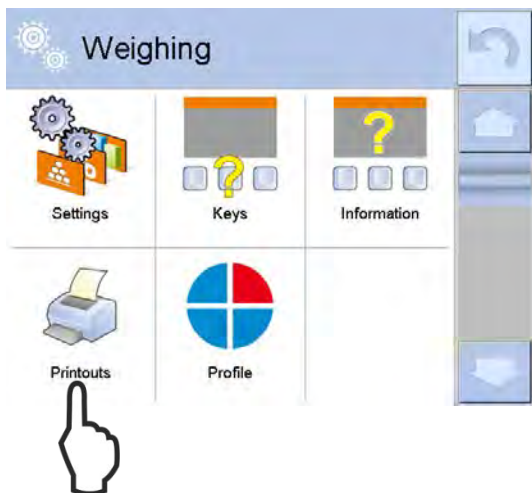 Weighing
Settings
Keys
Information
Printouts
Profile